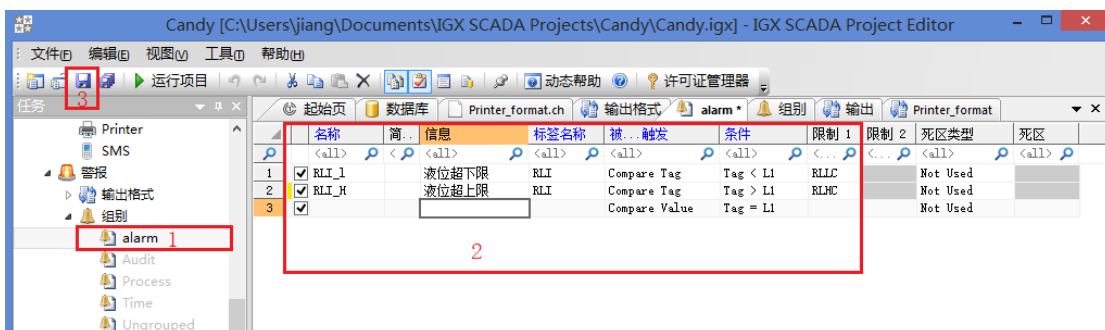 Candy [C:\Users\jiang\Documents\IGX SCADA Projects\Candy\Candy.igx] - IGX SCADA Project Editor
文件(F) 编辑(E) 视图(V) 工具(T) 帮助(H)
运行项目 动态帮助 许可证管理器
3
任务 起始页 数据库 Printer_format.ch 输出格式 alarm * 组别 输出 Printer_format
Printer
SMS
警报
输出格式
组别
alarm 1
Audit
Process
Time
Ungrouped
名称 简.. 信息 标签名称 被...触发 条件 限制 1 限制 2 死区类型 死区
<all> < <all> <all> <all> <all> <... <... <all> <all>
1 RLI_l 液位超下限 RLI Compare Tag Tag < L1 RLLC Not Used
2 RLI_H 液位超上限 RLI Compare Tag Tag > L1 RLHC Not Used
3 Compare Value Tag = L1 Not Used
2